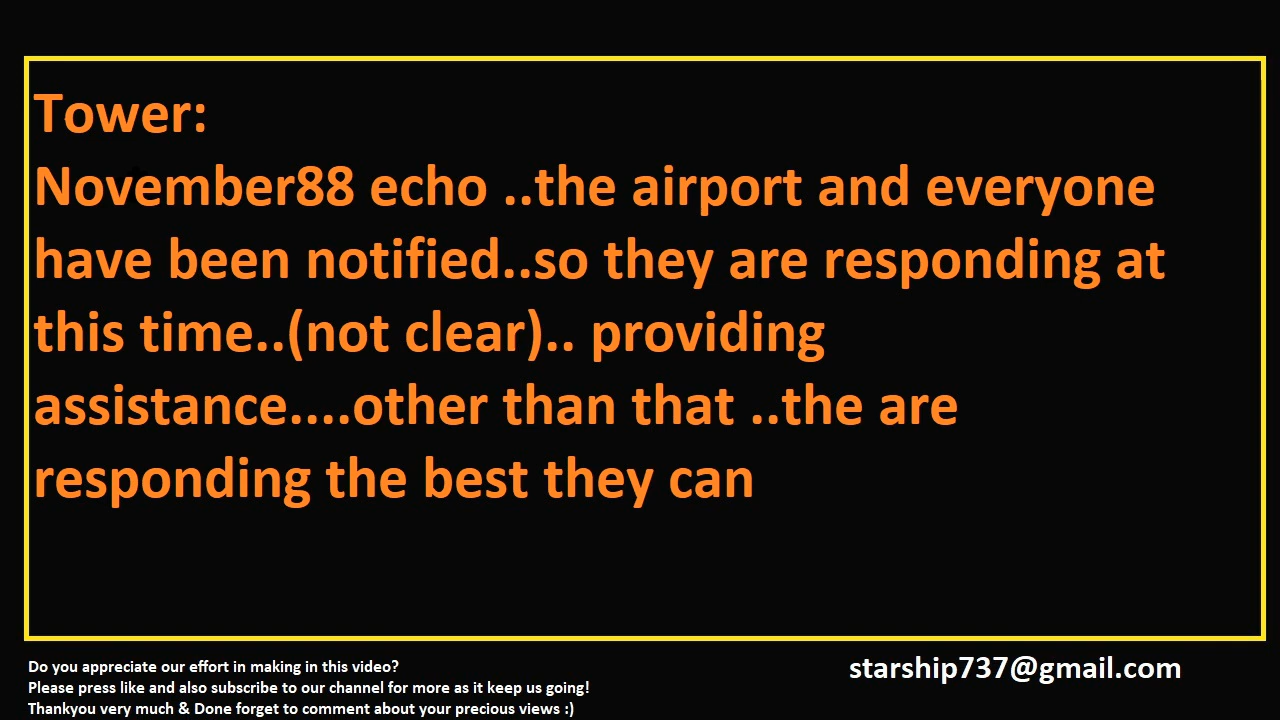 Tower:
November88 echo ..the airport and everyone
have been notified..so they are responding at
this time..(not clear).. providing
assistance....other than that ..the are
responding the best they can
Do you appreciate our effort in making in this video?
Please press like and also subscribe to our channel for more as it keep us going!
Thankyou very much & Done forget to comment about your precious views :)
starship737@gmail.com